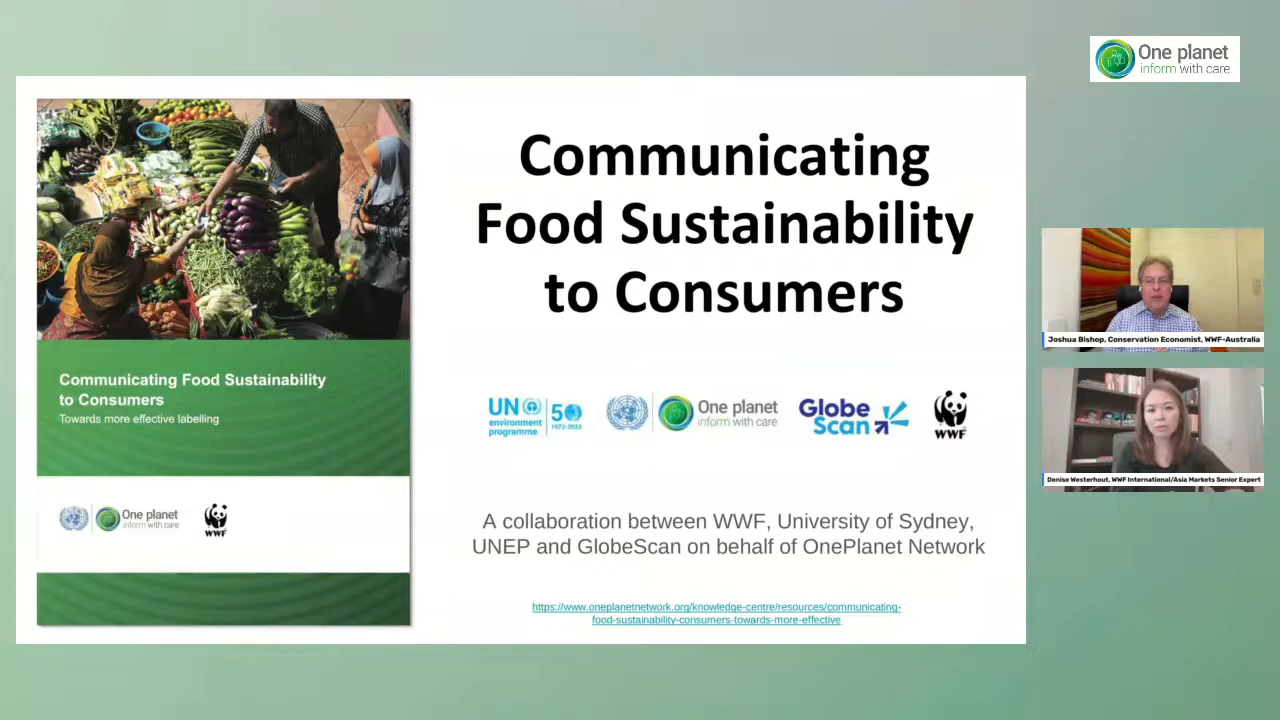 One planet
inform with care
Communicating
Food Sustainability
to Consumers
Communicating Food Sustainability
to Consumers
Towards more effective labelling
One planet
inform with care
WWF
UN
environment
programme
50
1972-2022
One planet
inform with care
Globe
Scan
WWF
A collaboration between WWF, University of Sydney,
UNEP and GlobeScan on behalf of OnePlanet Network
https://www.oneplanetnetwork.org/knowledge-centre/resources/communicating-
food-sustainability-consumers-towards-more-effective
Joshua Bishop, Conservation Economist, WWF-Australia
Denise Westerhout, WWF International/Asia Markets Senior Expert